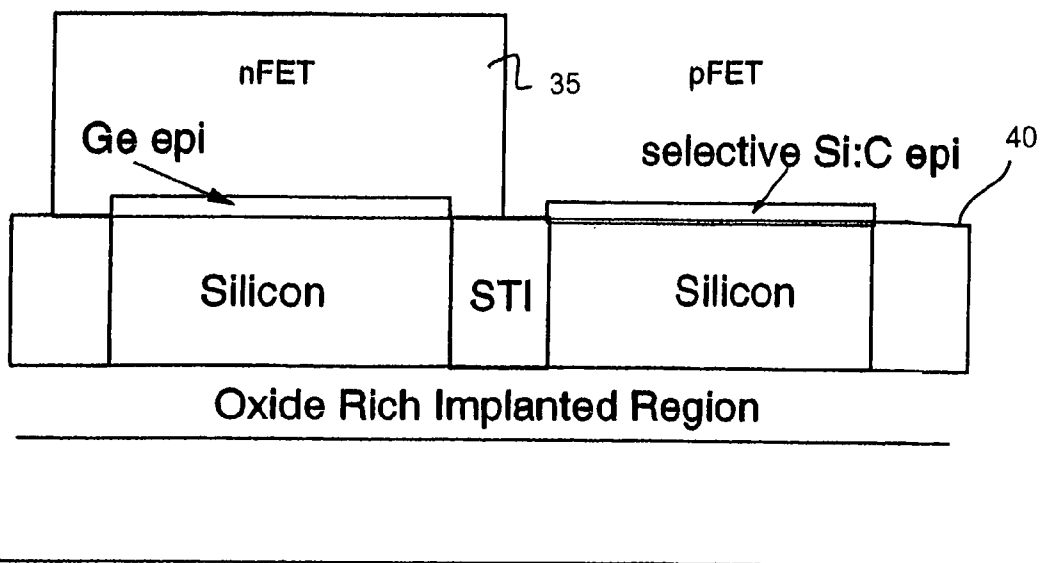 nFET
35
pFET
Ge epi
selective Si:C epi
40
Silicon
STI
Silicon
Oxide Rich Implanted Region